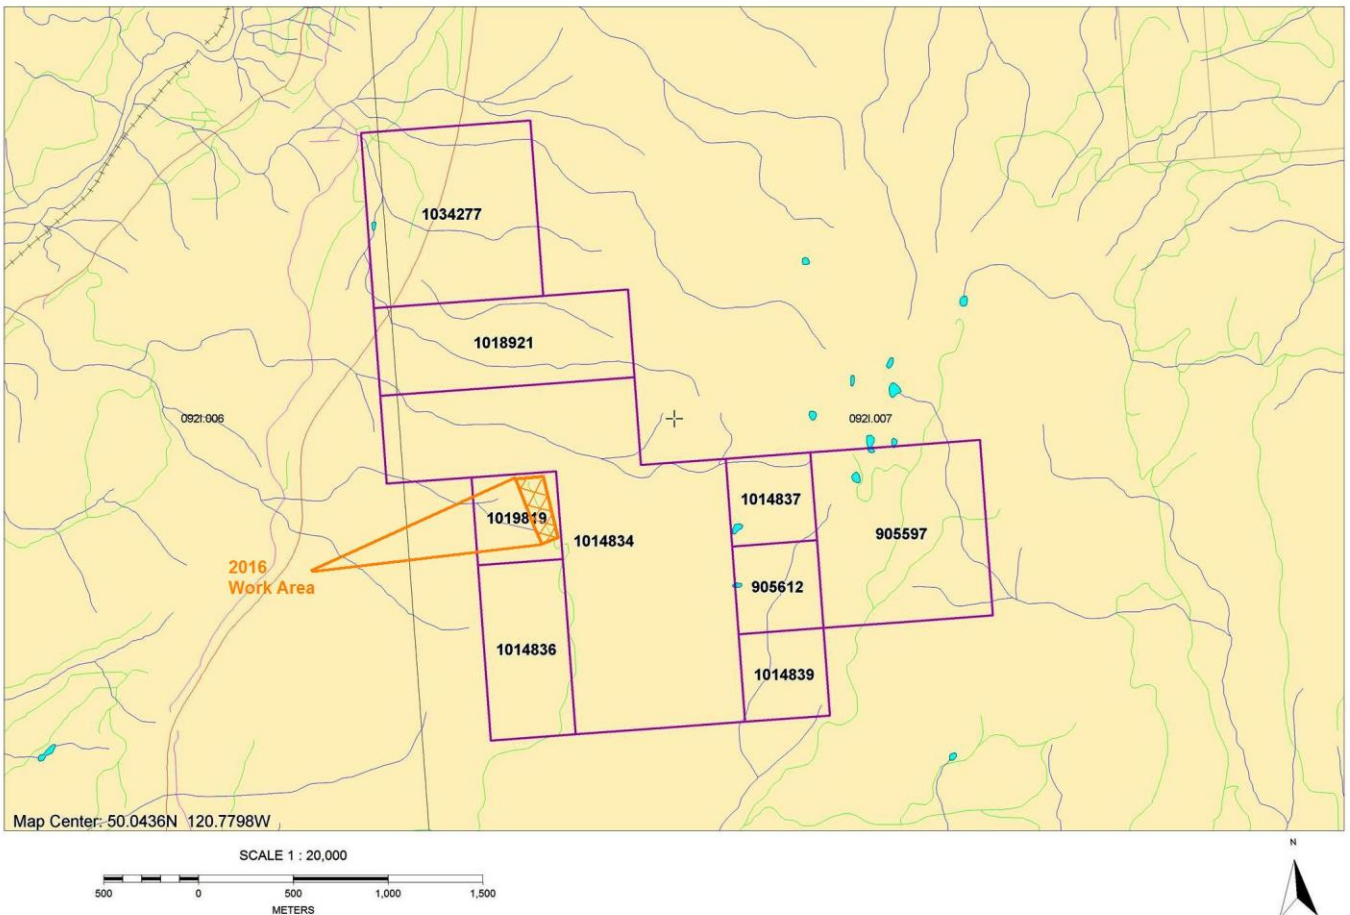 1034277
1018921
092I.006
092I.007
1014837
1019819
1014834
905597
2016
Work Area
905612
1014836
1014839
Map Center: 50.0436N 120.7798W
SCALE 1 : 20,000
N
500 0 500 1,000 1,500
METERS